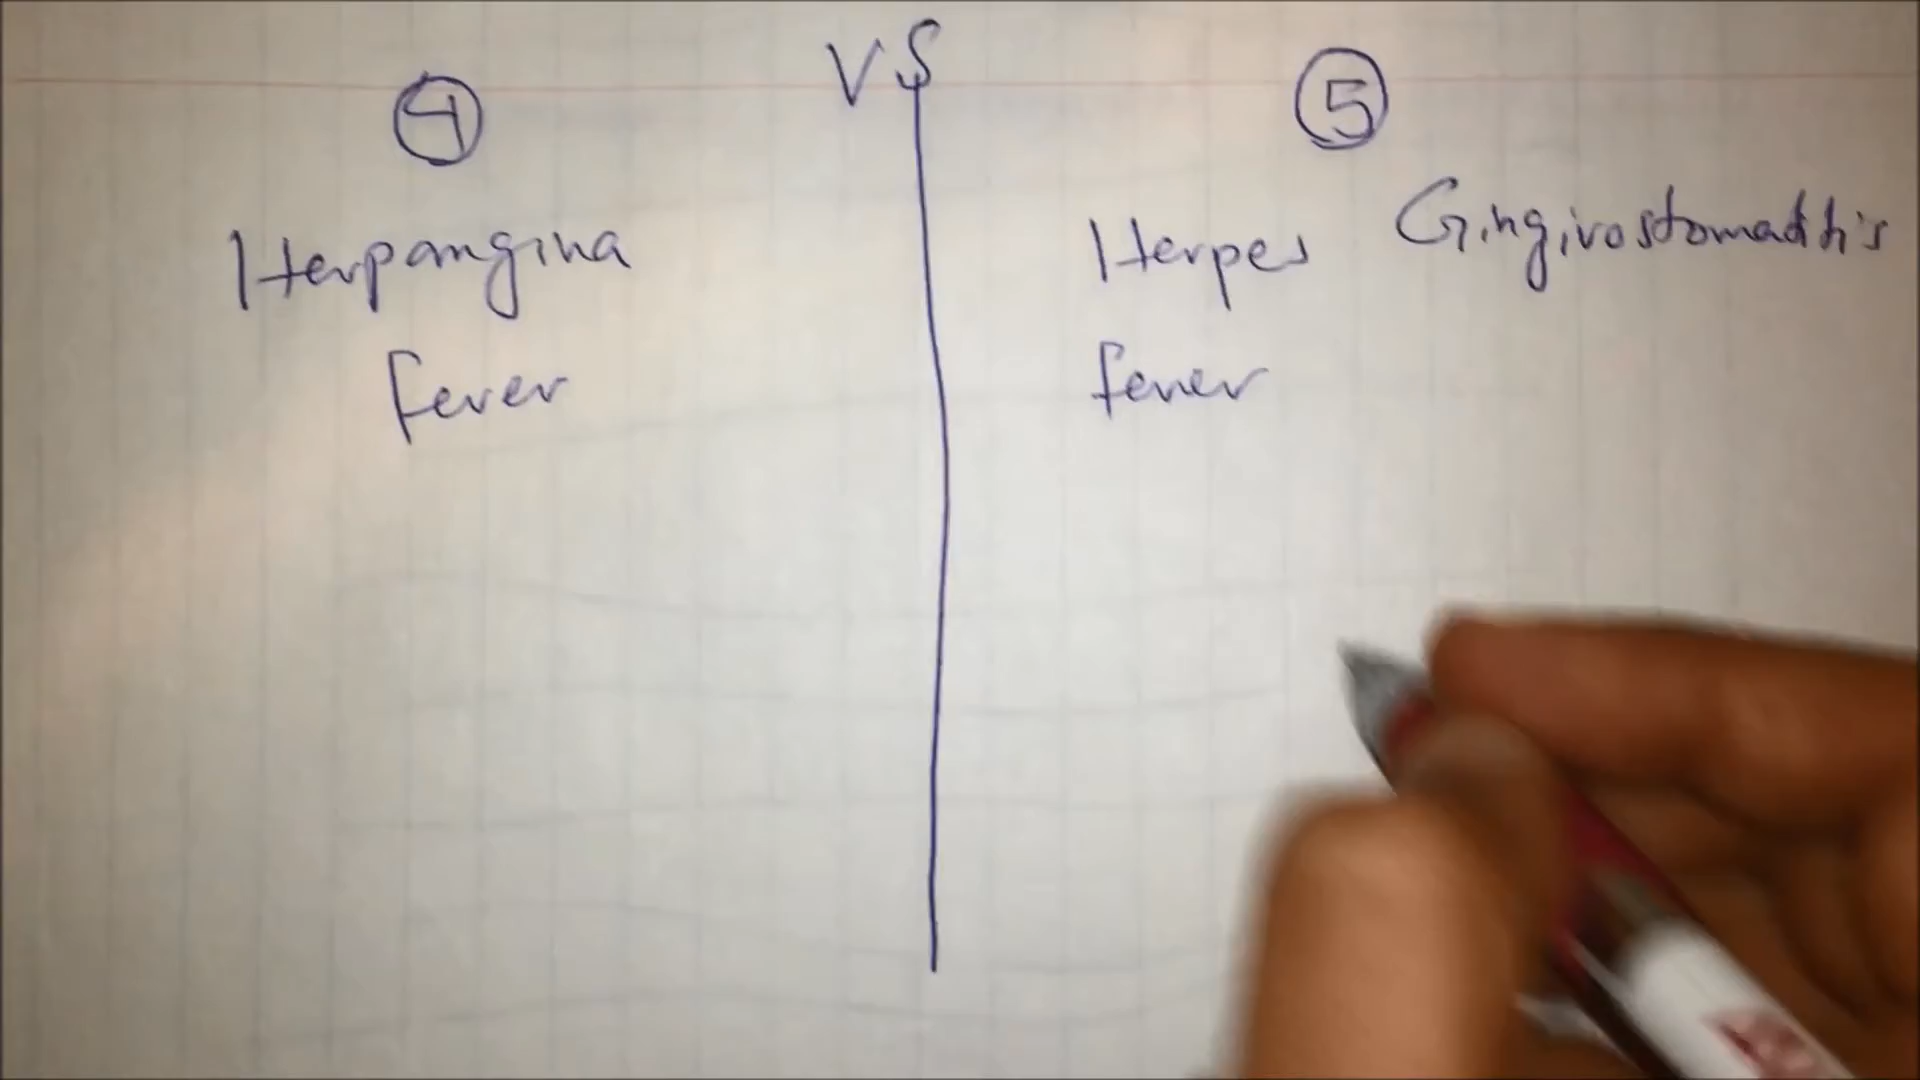 VS
4
Herpangina
fever
5
Herpes Gingivostomatitis
fever